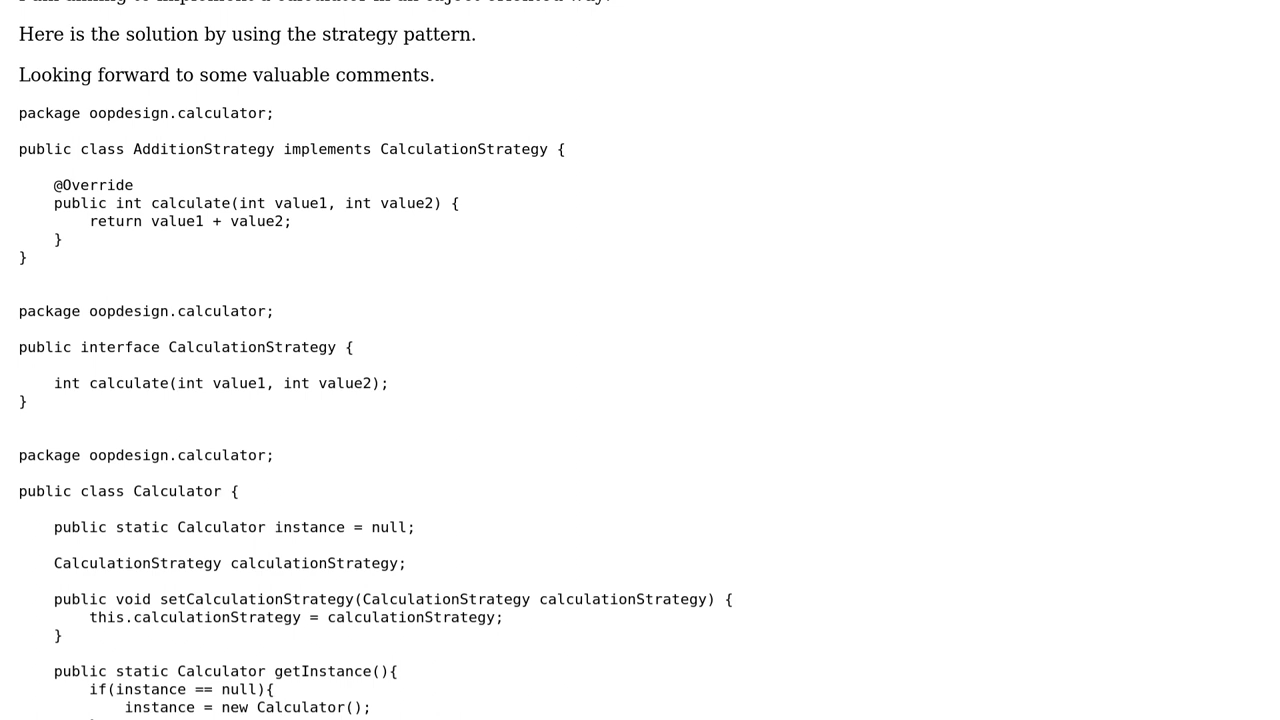 Here is the solution by using the strategy pattern.
Looking forward to some valuable comments.
package oopdesign.calculator;
public class AdditionStrategy implements CalculationStrategy {
@Override
public int calculate(int value1, int value2) {
return value1 + value2;
}
}
package oopdesign.calculator;
public interface CalculationStrategy {
int calculate(int value1, int value2);
}
package oopdesign.calculator;
public class Calculator {
public static Calculator instance = null;
CalculationStrategy calculationStrategy;
public void setCalculationStrategy(CalculationStrategy calculationStrategy) {
this.calculationStrategy = calculationStrategy;
}
public static Calculator getInstance(){
if(instance == null){
instance = new Calculator();